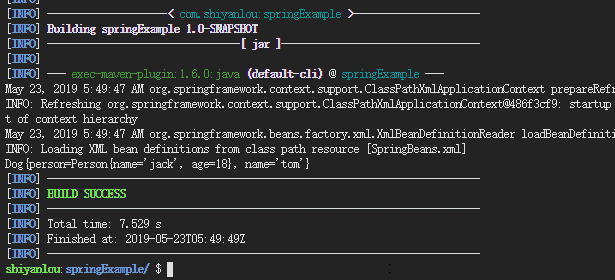 [INFO] ---------------------< com.shiyanlou:springExample >---------------------
[INFO] Building springExample 1.0-SNAPSHOT
[INFO] --------------------------------[ jar ]---------------------------------
[INFO]
[INFO] --- exec-maven-plugin:1.6.0:java (default-cli) @ springExample ---
May 23, 2019 5:49:47 AM org.springframework.context.support.ClassPathXmlApplicationContext prepareRefr
INFO: Refreshing org.springframework.context.support.ClassPathXmlApplicationContext@486f3cf9: startup
t of context hierarchy
May 23, 2019 5:49:47 AM org.springframework.beans.factory.xml.XmlBeanDefinitionReader loadBeanDefiniti
INFO: Loading XML bean definitions from class path resource [SpringBeans.xml]
Dog{person=Person{name='jack', age=18}, name='tom'}
[INFO] ------------------------------------------------------------------------
[INFO] BUILD SUCCESS
[INFO] ------------------------------------------------------------------------
[INFO] Total time: 7.529 s
[INFO] Finished at: 2019-05-23T05:49:49Z
[INFO] ------------------------------------------------------------------------
shiyanlou:springExample/ $